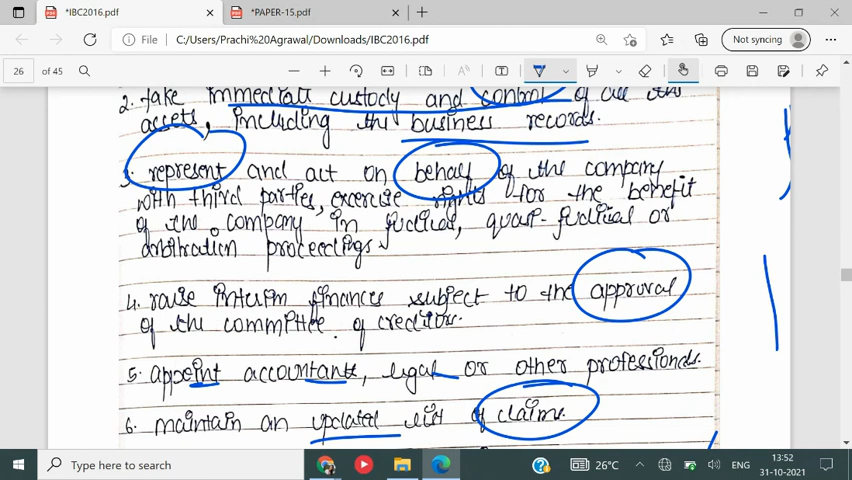 *IBC2016.pdf
*PAPER-15.pdf
File
C:/Users/Prachi%20Agrawal/Downloads/IBC2016.pdf
Not syncing
26 of 45
2. take immediate custody and control of all the
assets, including the business records.
3. represent and act on behalf of the company
with third parties, exercise rights for the benefit
of the company in judicial, quasi-judicial or
arbitration proceedings
4. raise interim finances subject to the approval
of the committee of creditors.
5. appoint accountants, legal or other professionals.
6. maintain an updated list of claims.
Type here to search
26°C
ENG
13:52
31-10-2021